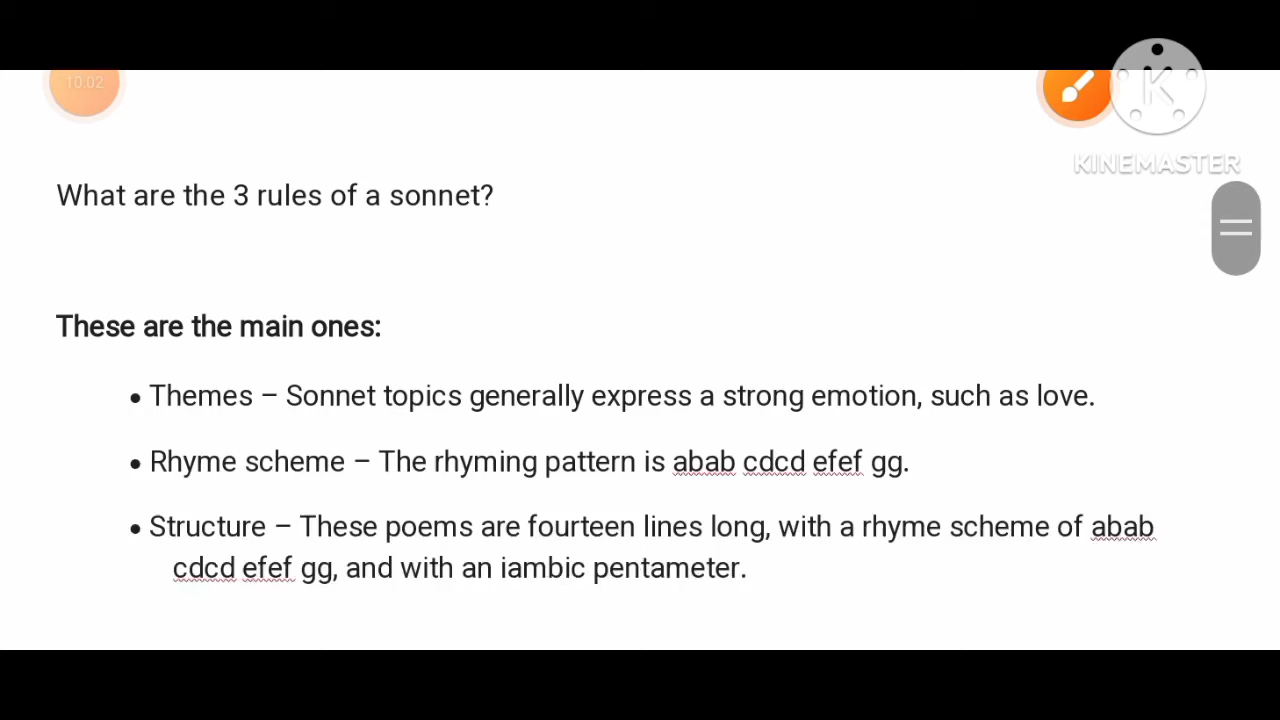 10.02
K
KINEMASTER
What are the 3 rules of a sonnet?
These are the main ones:
• Themes – Sonnet topics generally express a strong emotion, such as love.
• Rhyme scheme – The rhyming pattern is abab cdcd efef gg.
• Structure – These poems are fourteen lines long, with a rhyme scheme of abab
cdcd efef gg, and with an iambic pentameter.